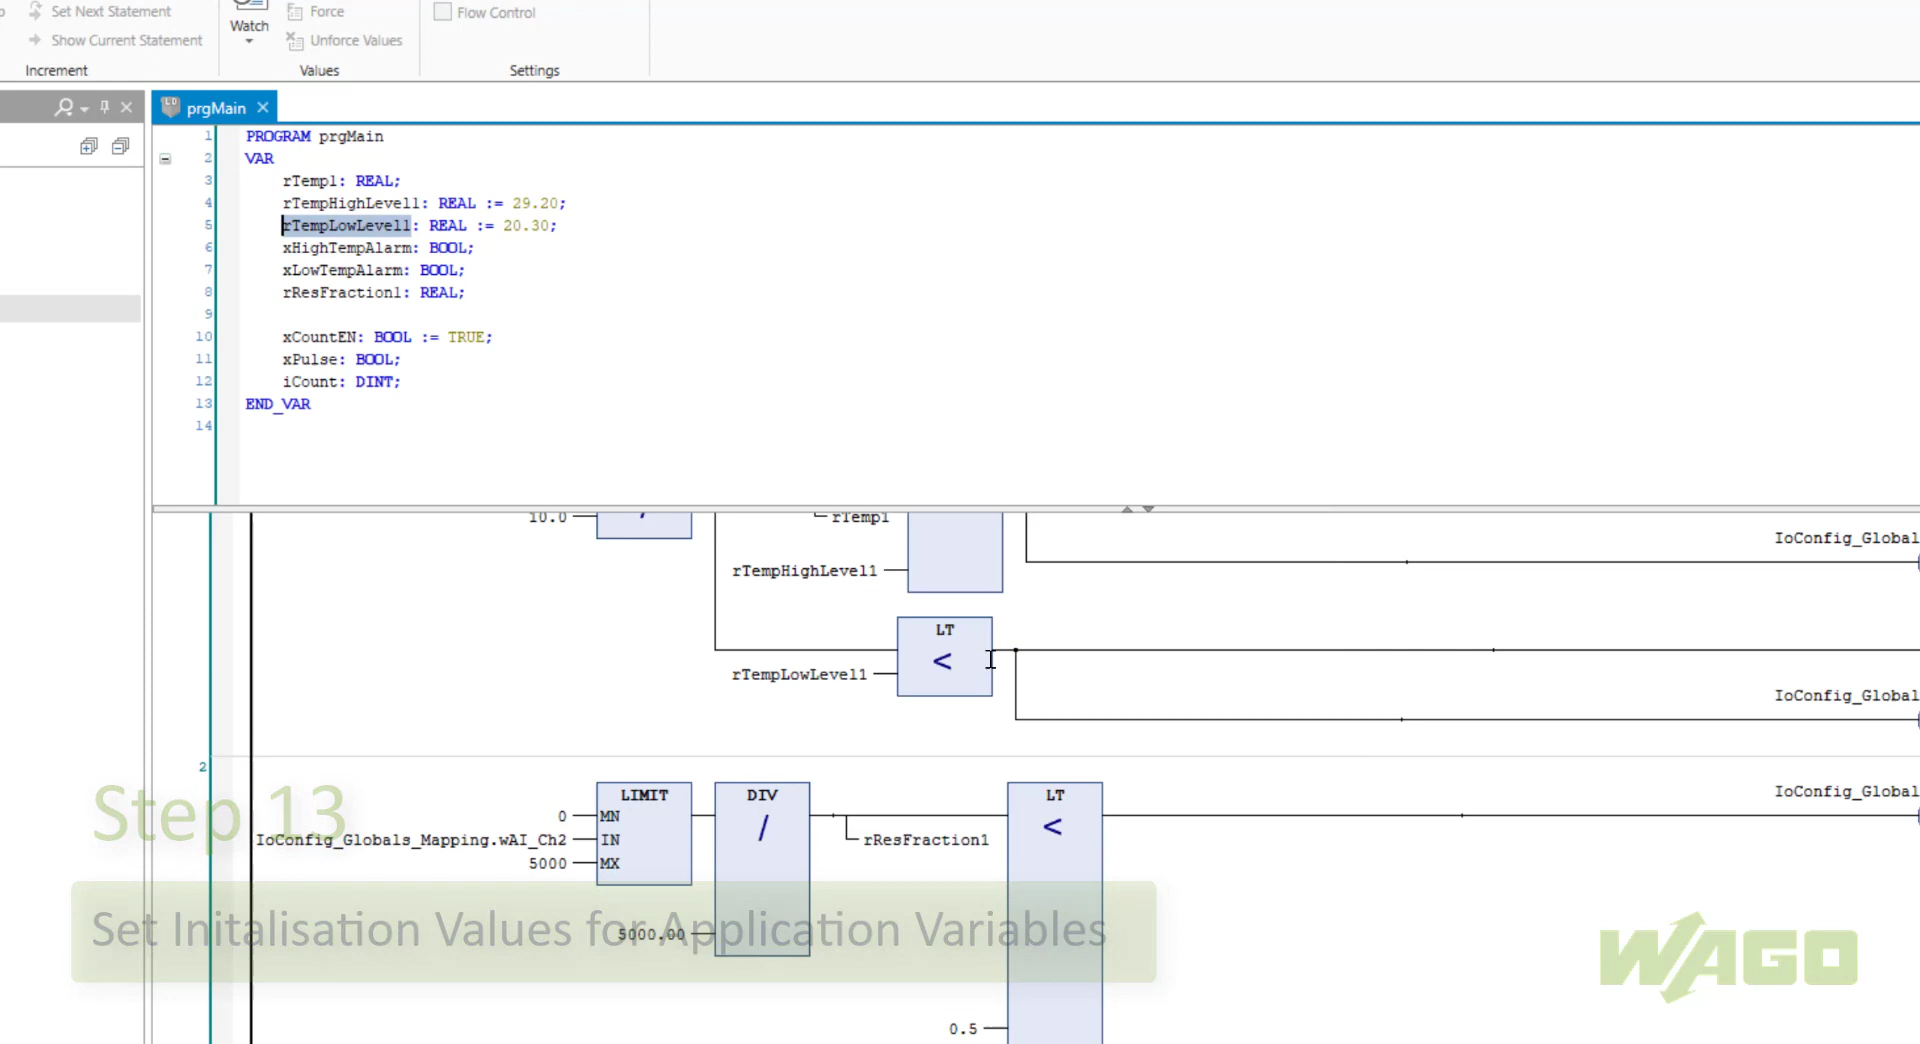 Set Next Statement
Show Current Statement
Increment
Watch
Force
Unforce Values
Values
Flow Control
Settings
prgMain
1 PROGRAM prgMain
2 VAR
3 rTemp1: REAL;
4 rTempHighLevel1: REAL := 29.20;
5 rTempLowLevel1: REAL := 20.30;
6 xHighTempAlarm: BOOL;
7 xLowTempAlarm: BOOL;
8 rResFraction1: REAL;
9
10 xCountEN: BOOL := TRUE;
11 xPulse: BOOL;
12 iCount: DINT;
13 END_VAR
14
10.0 / rTemp1
IoConfig_Global
rTempHighLevel1
LT
<
rTempLowLevel1
IoConfig_Global
2
LIMIT DIV LT
IoConfig_Global
0 MN / <
IoConfig_Globals_Mapping.wAI_Ch2 IN rResFraction1
5000 MX
5000.00
0.5
Step 13
Set Initalisation Values for Application Variables
WAGO